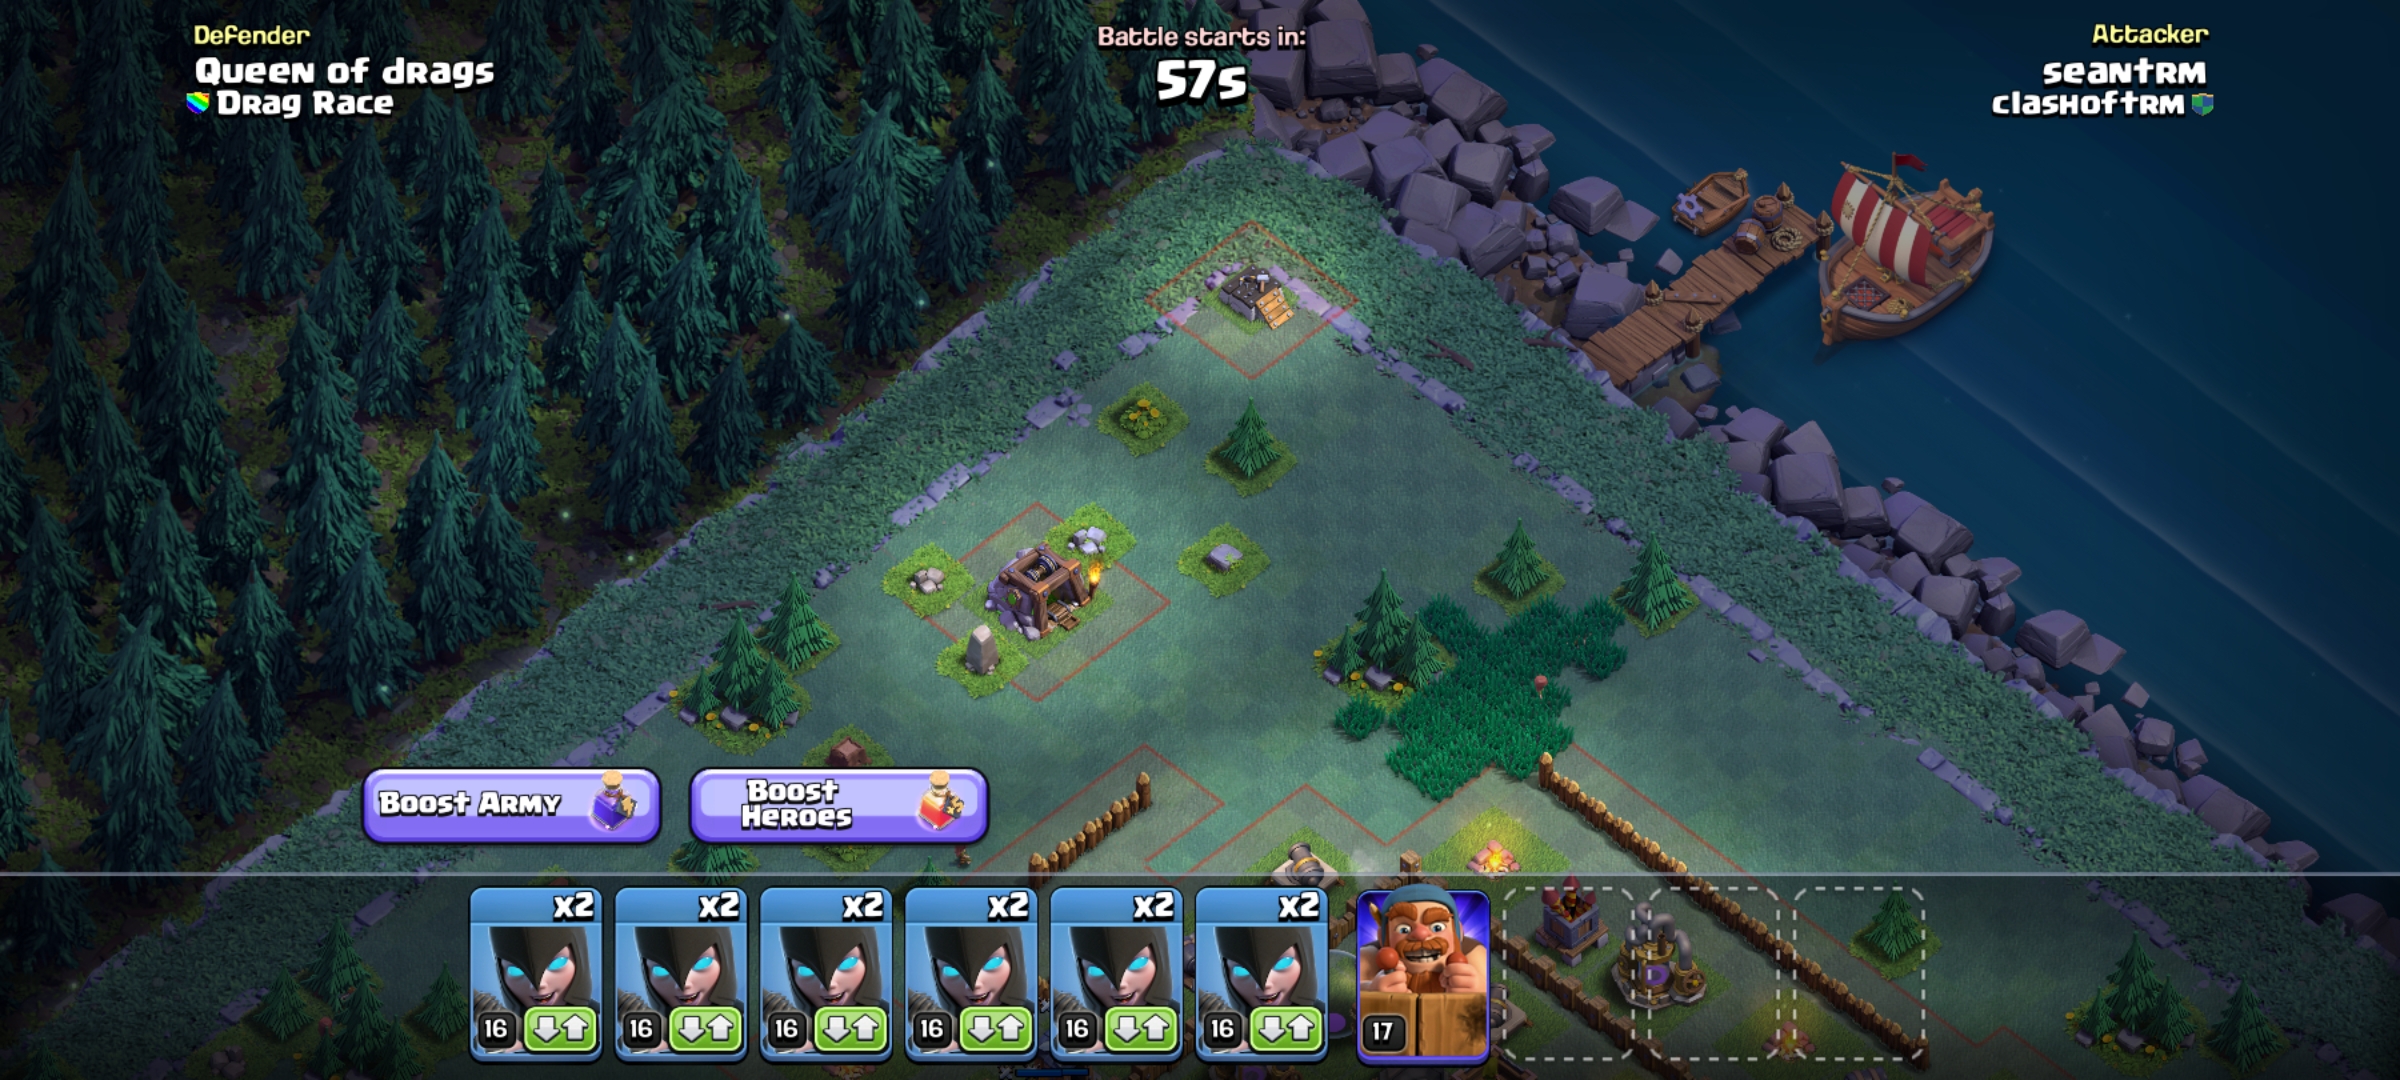 Defender
Queen of drags
Drag Race
Battle starts in:
57s
Attacker
seantrm
clashoftrm
Boost Army
Boost
Heroes
x2
x2
x2
x2
x2
x2
16
16
16
16
16
16
17